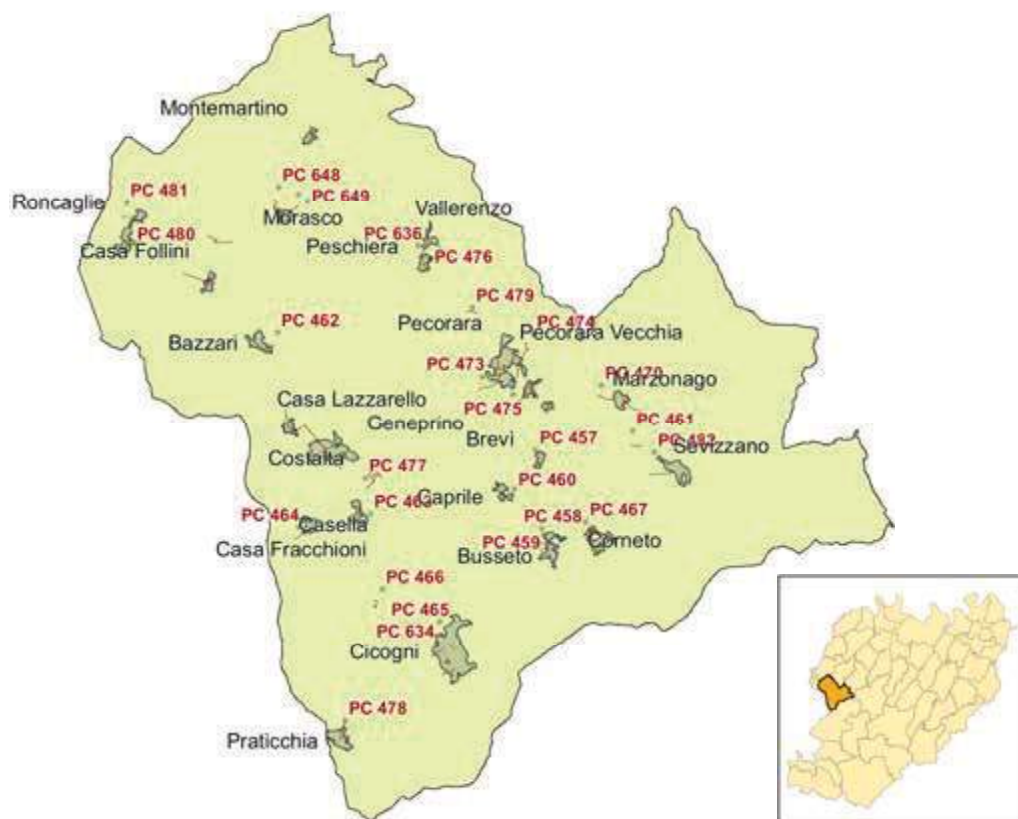 Montemartino
PC 648
PC 481
PC 649
Roncaglie
Morasco
Vallerenzo
PC 480
PC 636
Casa Follini
Peschiera
PC 476
PC 479
PC 462
Pecorara
PC 474
Bazzari
Pecorara Vecchia
PC 473
Marzonago
Casa Lazzarello
PC 475
Geneprino
PC 461
Brevi
PC 457
Sevizzano
Costalta
PC 477
PC 460
Caprile
PC 464
Casella
PC 458
PC 467
Casa Fracchioni
PC 459
Busseto
Corneto
PC 466
2
PC 465
PC 634
Cicogni
PC 478
Praticchia